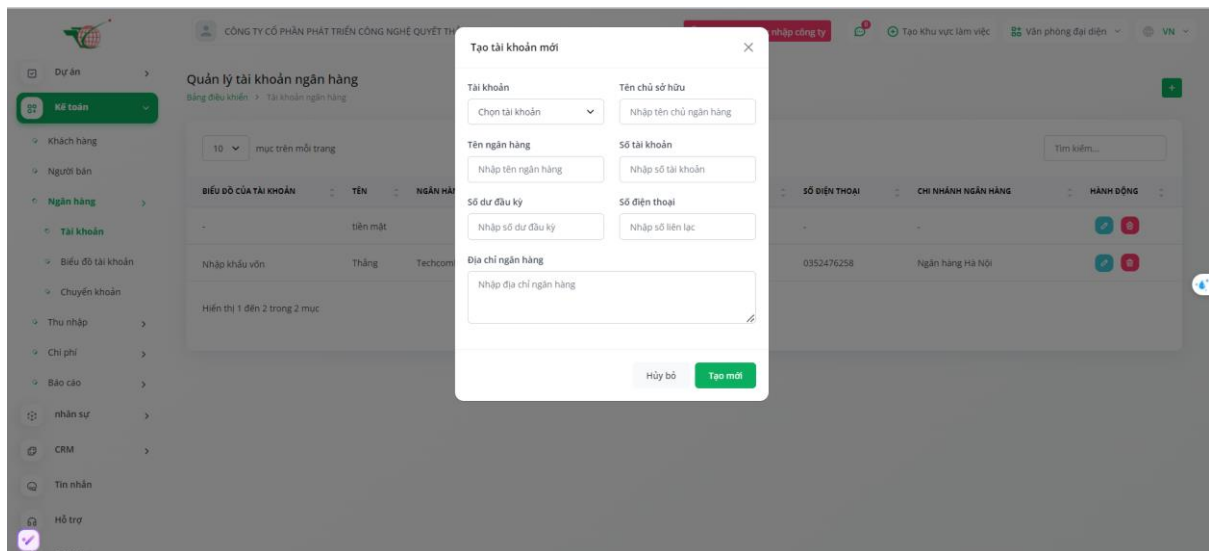 CÔNG TY CỔ PHẦN PHÁT TRIỂN CÔNG NGHỆ QUYẾT
nhập công ty
Tạo Khu vực làm việc
Văn phòng đại diện
VN
Dự án
Kế toán
Khách hàng
Người bán
Ngân hàng
Tài khoản
Biểu đồ tài khoản
Chuyển khoản
Thu nhập
Chi phí
Báo cáo
nhân sự
CRM
Tin nhắn
Hỗ trợ
Quản lý tài khoản ngân hàng
Bảng điều khiển > Tài khoản ngân hàng
+
10 mục trên mỗi trang
Tìm kiếm...
BIỂU ĐỒ CỦA TÀI KHOẢN TÊN NGÂN SỐ ĐIỆN THOẠI CHI NHÁNH NGÂN HÀNG HÀNH ĐỘNG
- tiền mặt - -
Nhập khẩu vốn Thắng 0352476258 Ngân hàng Hà Nội
Hiển thị 1 đến 2 trong 2 mục
Tạo tài khoản mới
Tài khoản Tên chủ sở hữu
Chọn tài khoản Nhập tên chủ ngân hàng
Tên ngân hàng Số tài khoản
Nhập tên ngân hàng Nhập số tài khoản
Số dư đầu kỳ Số điện thoại
Nhập số dư đầu kỳ Nhập số liên lạc
Địa chỉ ngân hàng
Nhập địa chỉ ngân hàng
Hủy bỏ Tạo mới